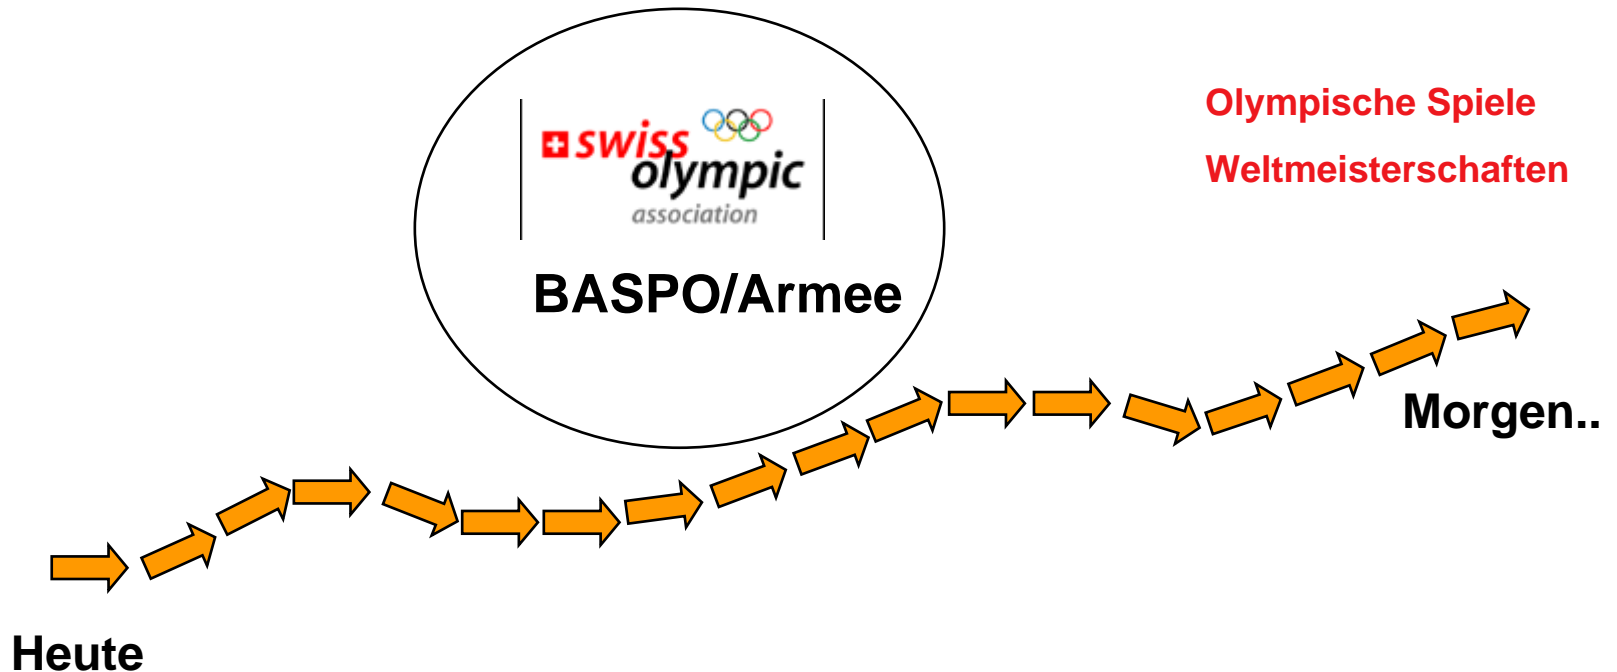 swiss
olympic
association
BASPO/Armee
Olympische Spiele
Weltmeisterschaften
Morgen..
Heute